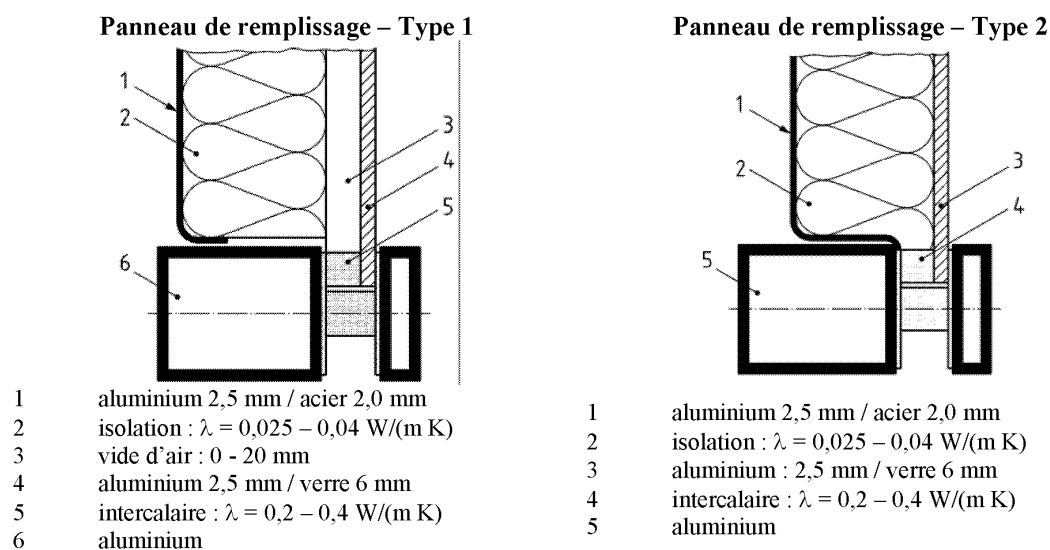 Panneau de remplissage – Type 1
1
2
3
4
5
6
1 aluminium 2,5 mm / acier 2,0 mm
2 isolation : λ = 0,025 – 0,04 W/(m K)
3 vide d’air : 0 - 20 mm
4 aluminium 2,5 mm / verre 6 mm
5 intercalaire : λ = 0,2 – 0,4 W/(m K)
6 aluminium
Panneau de remplissage – Type 2
1
2
3
4
5
1 aluminium 2,5 mm / acier 2,0 mm
2 isolation : λ = 0,025 – 0,04 W/(m K)
3 aluminium : 2,5 mm / verre 6 mm
4 intercalaire : λ = 0,2 – 0,4 W/(m K)
5 aluminium